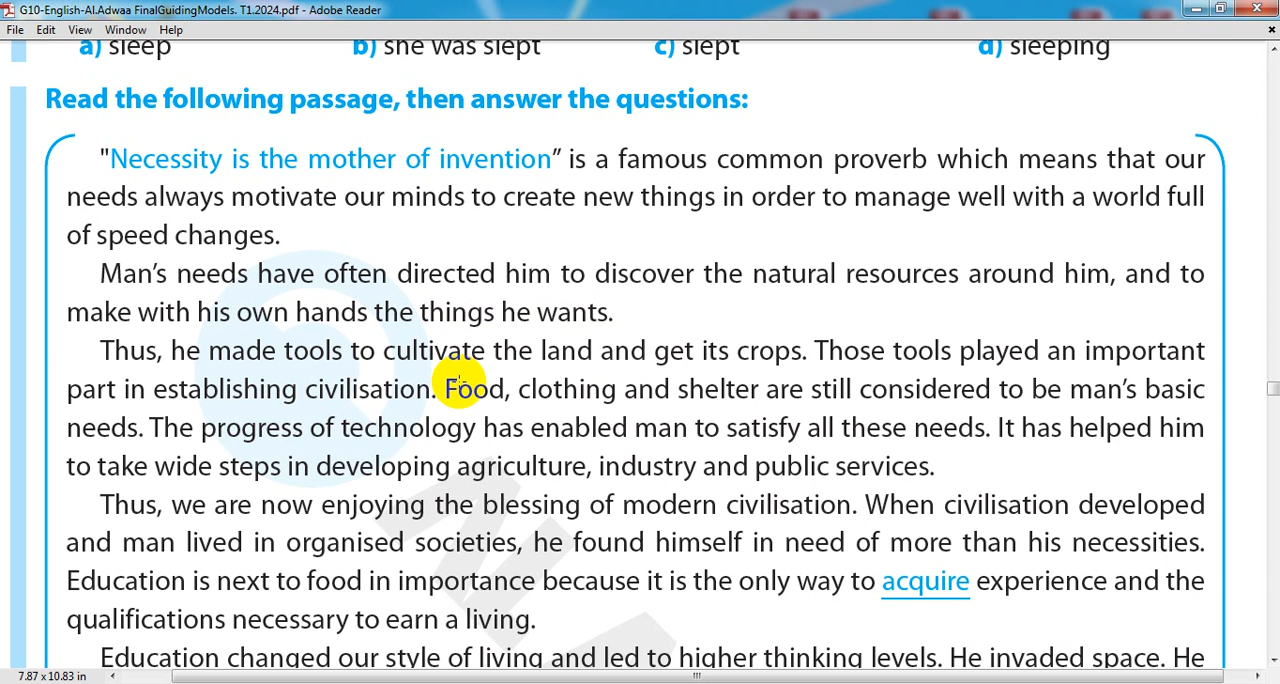 G10-English-Al.Adwaa FinalGuidingModels. T1.2024.pdf - Adobe Reader
File Edit View Window Help
a) sleep b) she was slept c) slept d) sleeping
Read the following passage, then answer the questions:
"Necessity is the mother of invention” is a famous common proverb which means that our
needs always motivate our minds to create new things in order to manage well with a world full
of speed changes.
Man’s needs have often directed him to discover the natural resources around him, and to
make with his own hands the things he wants.
Thus, he made tools to cultivate the land and get its crops. Those tools played an important
part in establishing civilisation. Food, clothing and shelter are still considered to be man’s basic
needs. The progress of technology has enabled man to satisfy all these needs. It has helped him
to take wide steps in developing agriculture, industry and public services.
Thus, we are now enjoying the blessing of modern civilisation. When civilisation developed
and man lived in organised societies, he found himself in need of more than his necessities.
Education is next to food in importance because it is the only way to acquire experience and the
qualifications necessary to earn a living.
Education changed our style of living and led to higher thinking levels. He invaded space. He
7.87 x 10.83 in